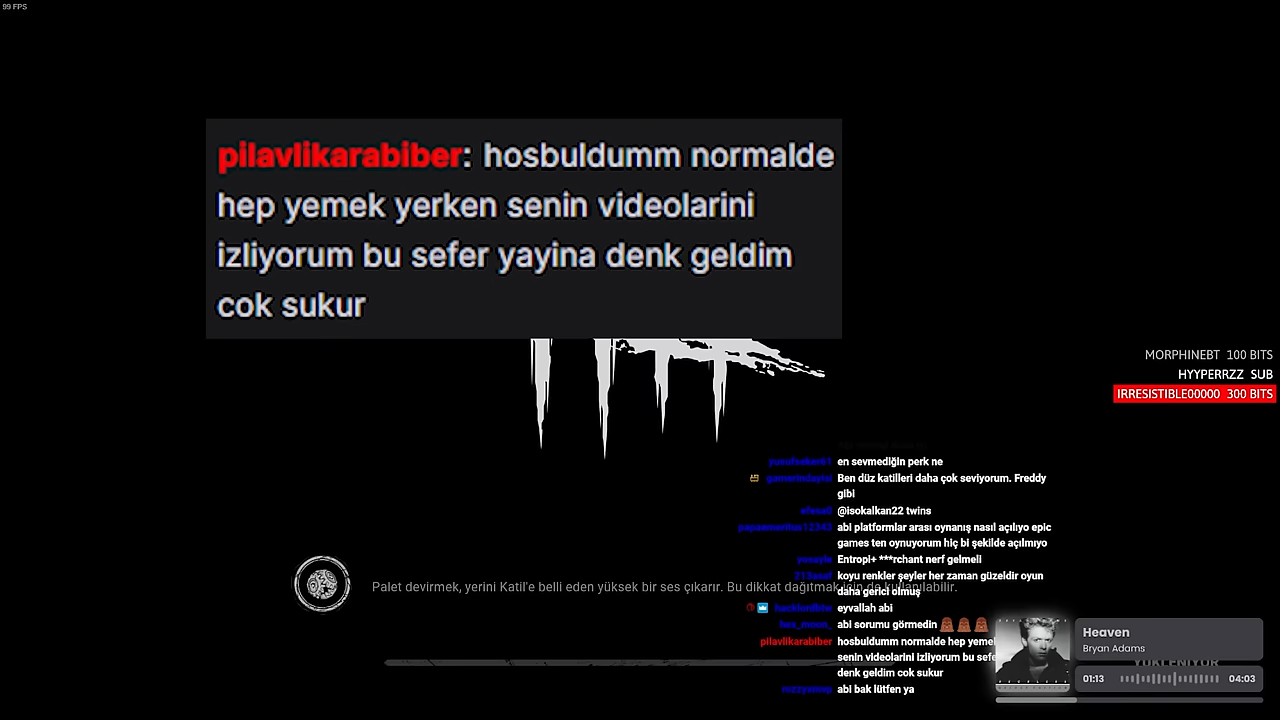 99 FPS
pilavlikarabiber: hosbuldumm normalde
hep yemek yerken senin videolarini
izliyorum bu sefer yayina denk geldim
cok sukur
MORPHINEBT 100 BITS
HYYPERRZZ SUB
IRRESISTIBLE00000 300 BITS
en sevmediğin perk ne
Ben düz katilleri daha çok seviyorum. Freddy
gibi
@isokalkan22 twins
abi platformlar arası oynanış nasıl açılıyo epic
games ten oynuyorum hiç bi şekilde açılmıyo
Entropi+ ***rchant nerf gelmeli
koyu renkler şeyler her zaman güzeldir oyun
daha gerici olmuş
Palet devirmek, yerini Katil'e belli eden yüksek bir ses çıkarır. Bu dikkat dağıtmak için de kullanılabilir.
eyvallah abi
abi sorumu görmedin
pilavlikarabiber hosbuldumm normalde hep yemek
senin videolarini izliyorum bu sefe
denk geldim cok sukur
abi bak lütfen ya
Heaven
Bryan Adams
YÜKLENİYOR
01:13 04:03